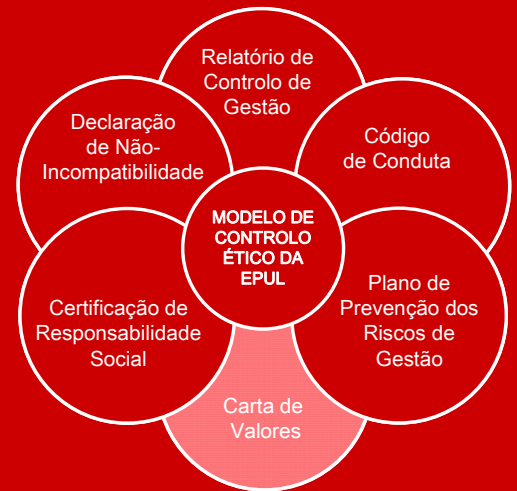 Relatório de
Controlo de
Gestão
Declaração
de Não-
Incompatibilidade
Código
de Conduta
MODELO DE
CONTROLO
ÉTICO DA
EPUL
Certificação de
Responsabilidade
Social
Plano de
Prevenção dos
Riscos de
Gestão
Carta de
Valores